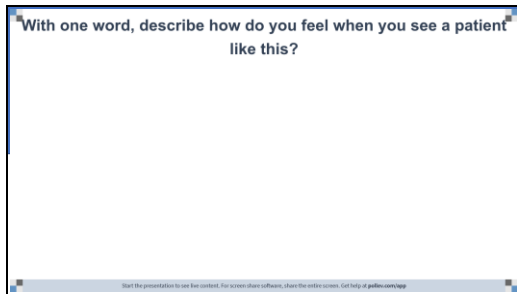 With one word, describe how do you feel when you see a patient
like this?
Start the presentation to see live content. For screen share software, share the entire screen. Get help at pollev.com/app